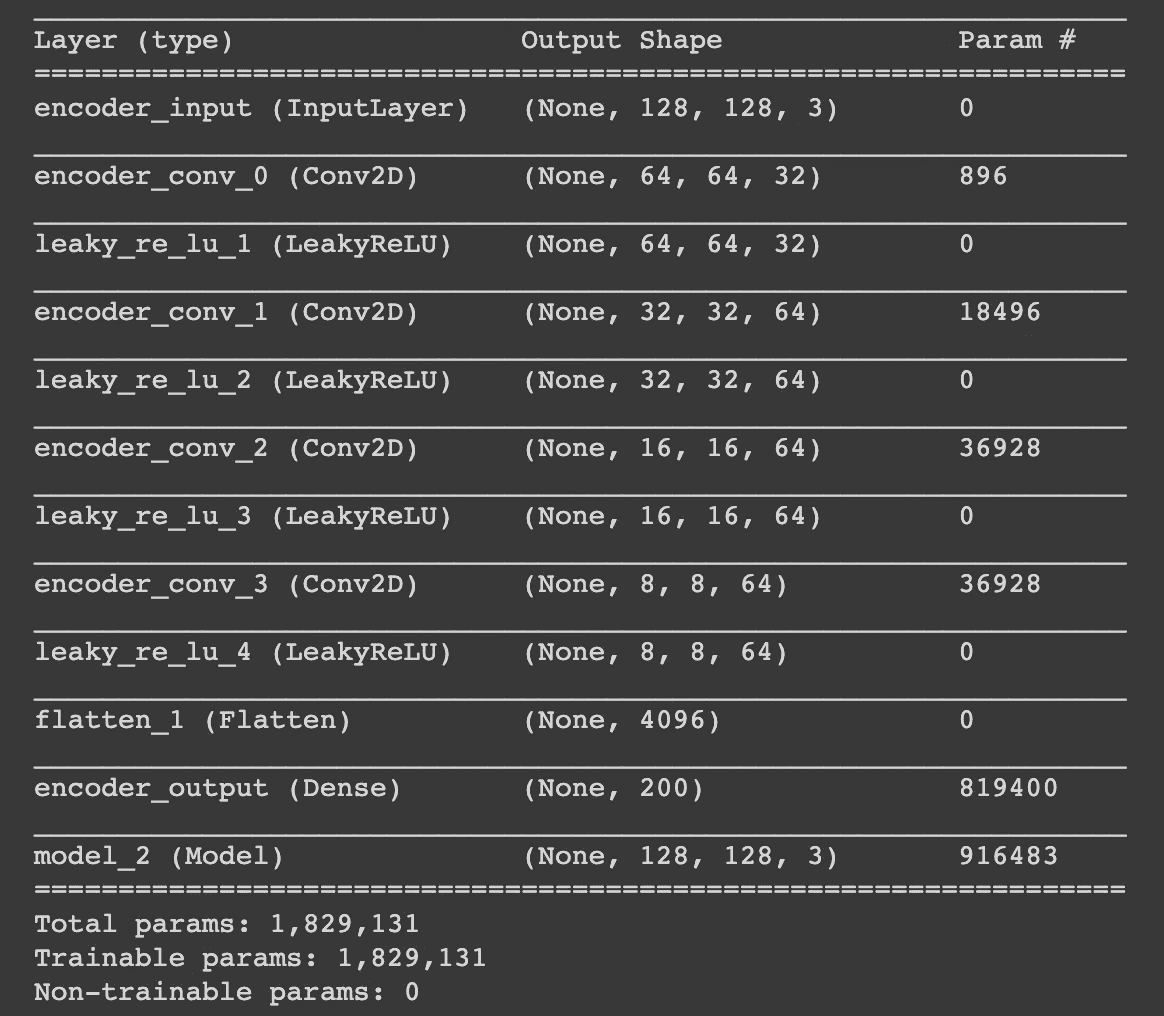 Layer (type) Output Shape Param #
encoder_input (InputLayer) (None, 128, 128, 3) 0
encoder_conv_0 (Conv2D) (None, 64, 64, 32) 896
leaky_re_lu_1 (LeakyReLU) (None, 64, 64, 32) 0
encoder_conv_1 (Conv2D) (None, 32, 32, 64) 18496
leaky_re_lu_2 (LeakyReLU) (None, 32, 32, 64) 0
encoder_conv_2 (Conv2D) (None, 16, 16, 64) 36928
leaky_re_lu_3 (LeakyReLU) (None, 16, 16, 64) 0
encoder_conv_3 (Conv2D) (None, 8, 8, 64) 36928
leaky_re_lu_4 (LeakyReLU) (None, 8, 8, 64) 0
flatten_1 (Flatten) (None, 4096) 0
encoder_output (Dense) (None, 200) 819400
model_2 (Model) (None, 128, 128, 3) 916483
Total params: 1,829,131
Trainable params: 1,829,131
Non-trainable params: 0